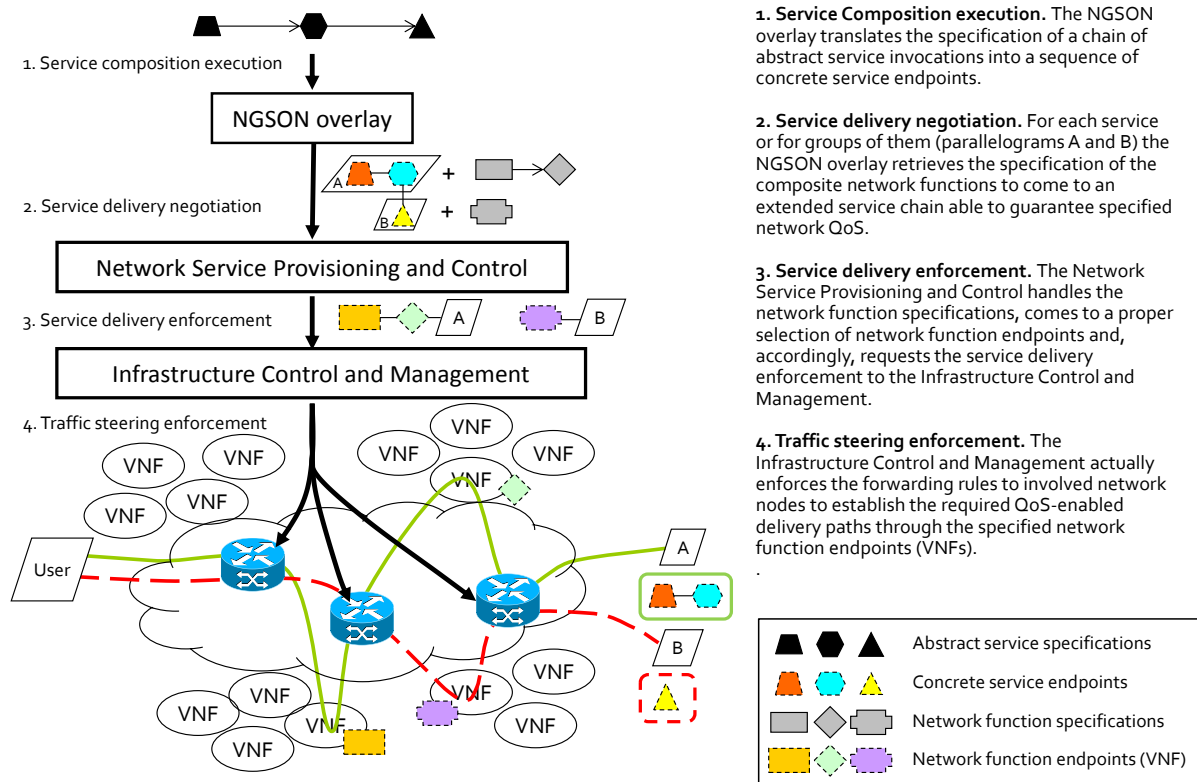 1. Service composition execution
NGSON overlay
A
+
B
+
2. Service delivery negotiation
Network Service Provisioning and Control
3. Service delivery enforcement
A
B
Infrastructure Control and Management
4. Traffic steering enforcement
VNF
VNF
VNF
VNF
VNF
VNF
VNF
VNF
User
A
B
VNF
VNF
VNF
VNF
VNF
VNF
VNF
VNF
VNF
1. Service Composition execution. The NGSON
overlay translates the specification of a chain of
abstract service invocations into a sequence of
concrete service endpoints.
2. Service delivery negotiation. For each service
or for groups of them (parallelograms A and B) the
NGSON overlay retrieves the specification of the
composite network functions to come to an
extended service chain able to guarantee specified
network QoS.
3. Service delivery enforcement. The Network
Service Provisioning and Control handles the
network function specifications, comes to a proper
selection of network function endpoints and,
accordingly, requests the service delivery
enforcement to the Infrastructure Control and
Management.
4. Traffic steering enforcement. The
Infrastructure Control and Management actually
enforces the forwarding rules to involved network
nodes to establish the required QoS-enabled
delivery paths through the specified network
function endpoints (VNFs).
.
Abstract service specifications
Concrete service endpoints
Network function specifications
Network function endpoints (VNF)